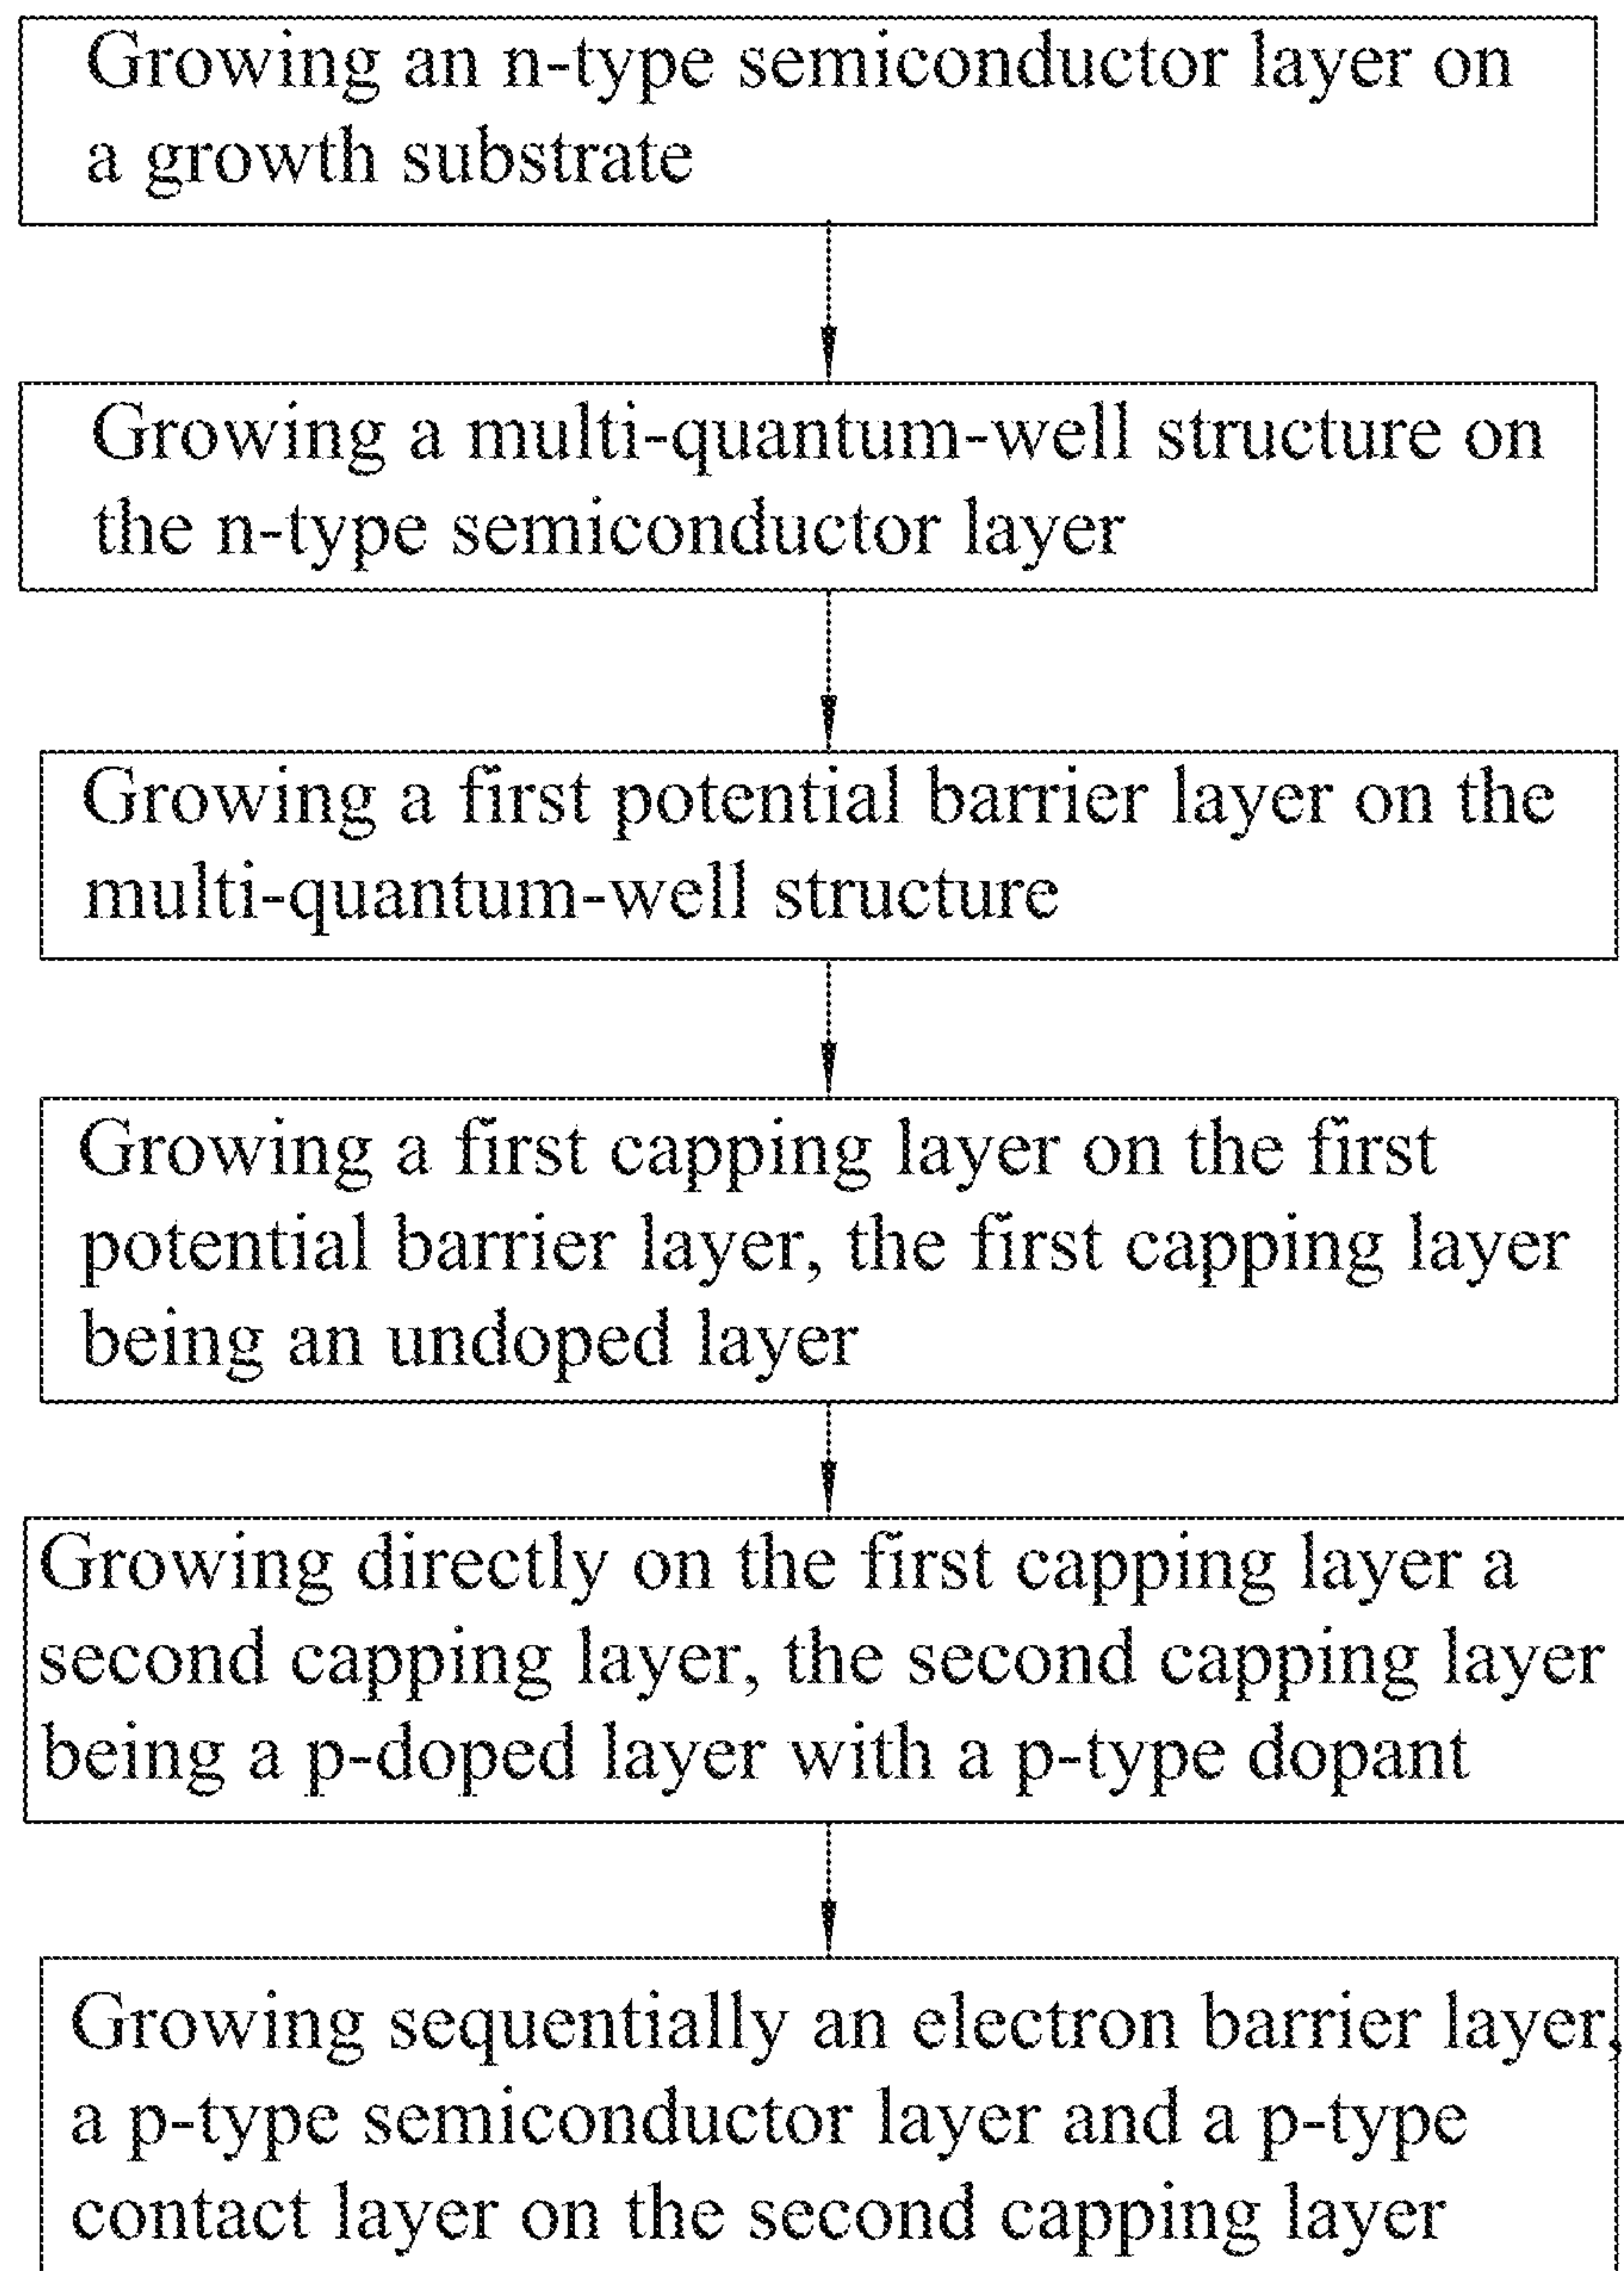 Growing an n-type semiconductor layer on
a growth substrate
Growing a multi-quantum-well structure on
the n-type semiconductor layer
Growing a first potential barrier layer on the
multi-quantum-well structure
Growing a first capping layer on the first
potential barrier layer, the first capping layer
being an undoped layer
Growing directly on the first capping layer a
second capping layer, the second capping layer
being a p-doped layer with a p-type dopant
Growing sequentially an electron barrier layer,
a p-type semiconductor layer and a p-type
contact layer on the second capping layer